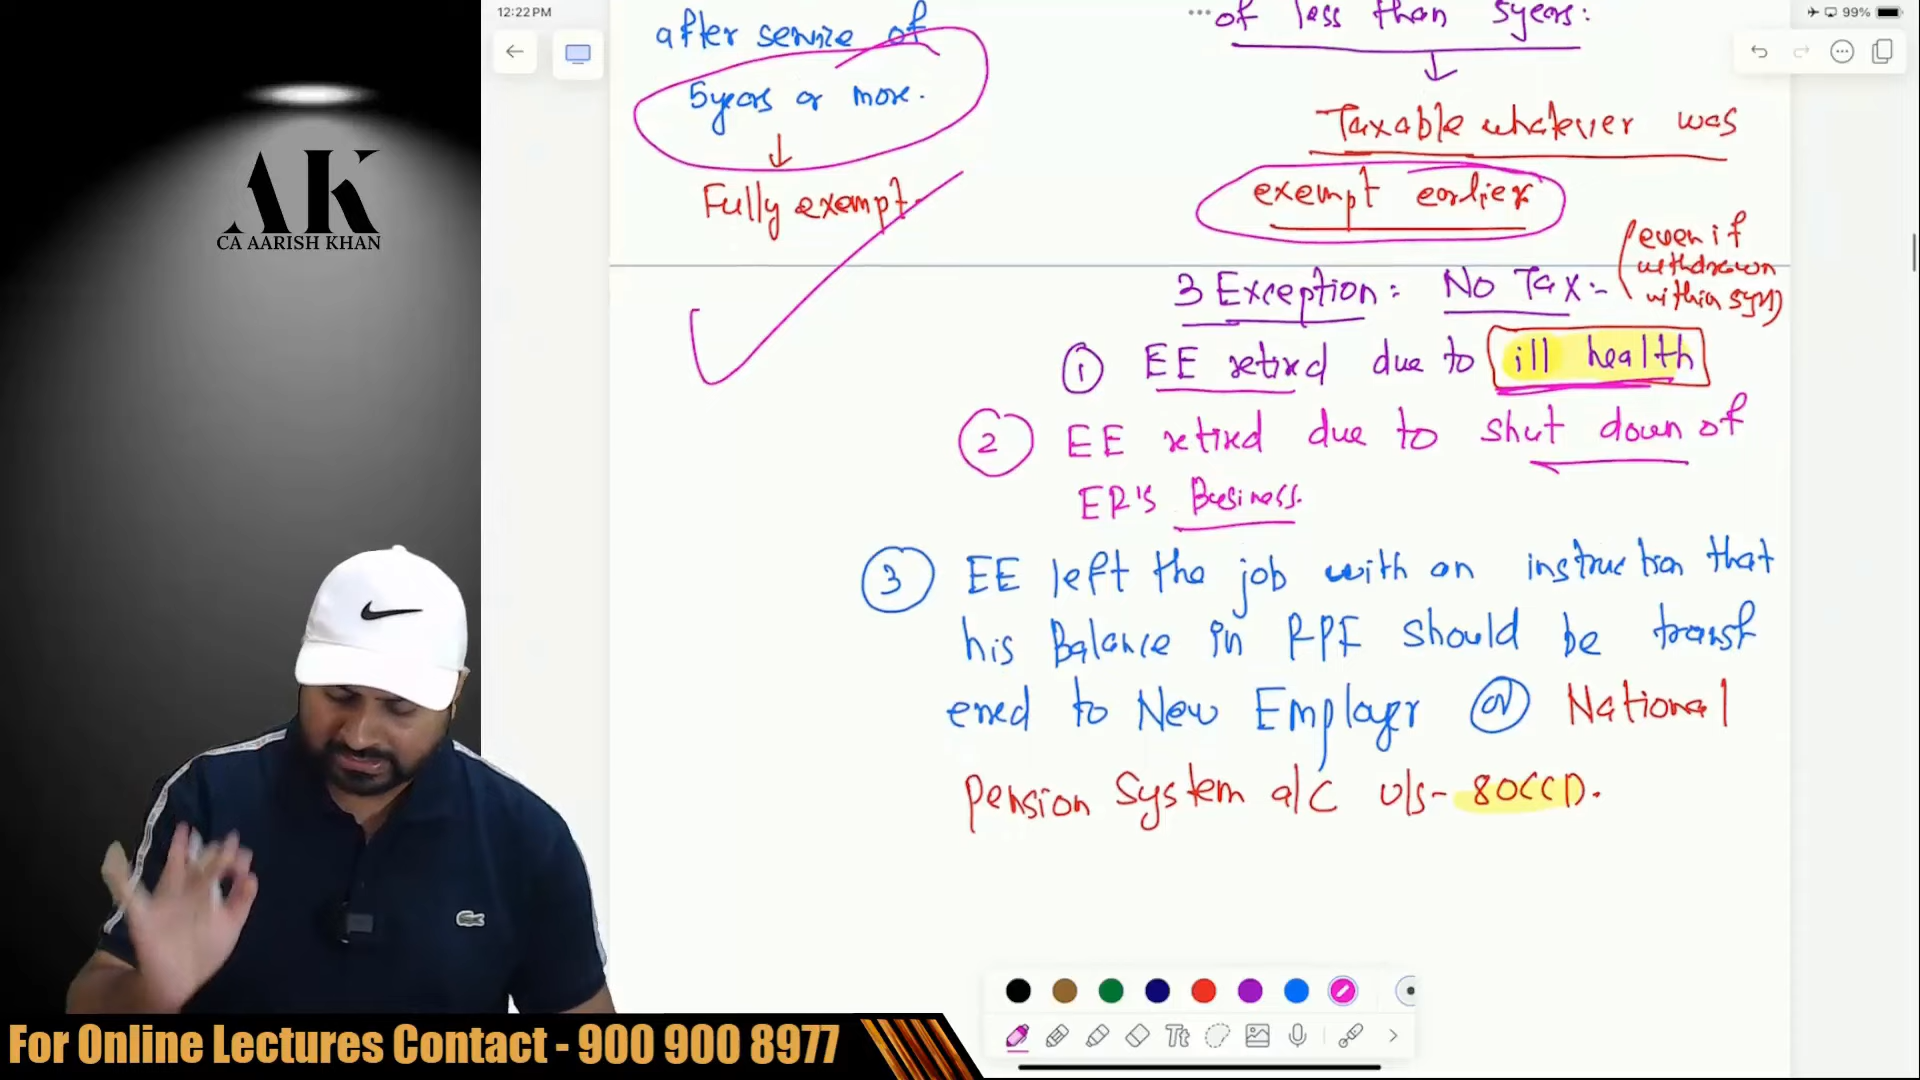 12:22 PM
99%
after service of
5years or more.
Fully exempt.
of less than 5years:
Taxable whatever was
exempt earlier
(even if
withdrawn
within 5yrs)
3 Exception: No Tax:-
① EE retired due to ill health
② EE retired due to shut down of
ER's Business.
③ EE left the job with an instruction that
his Balance in RPF should be transf
ered to New Employer or National
Pension System a/c u/s- 80CCD.
AK
CA AARISH KHAN
Tt
For Online Lectures Contact - 900 900 8977